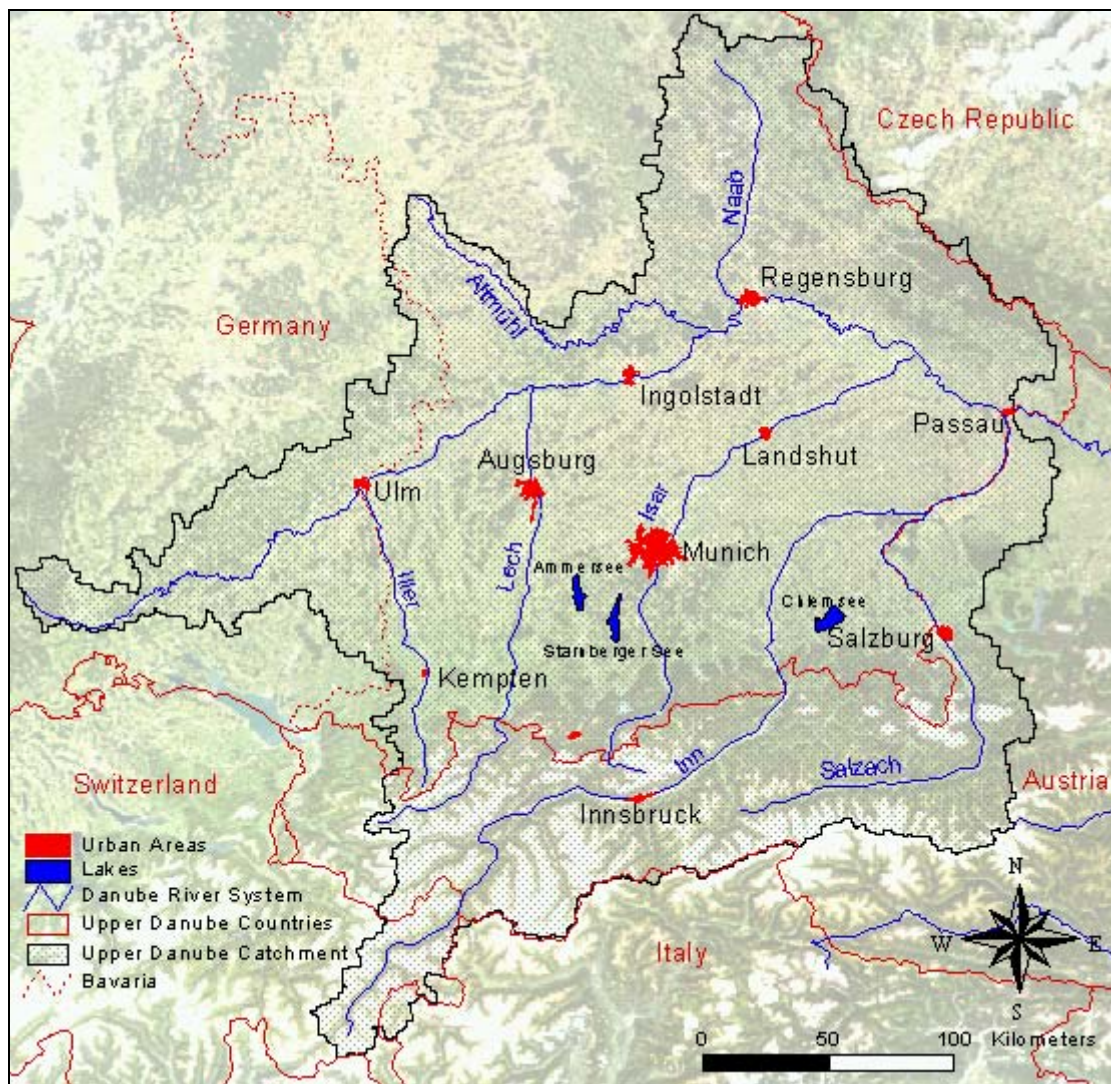 Czech Republic
Naab
Regensburg
Altmühl
Germany
Ingolstadt
Passau
Augsburg
Landshut
Ulm
Isar
Munich
Lech
Ammersee
Iller
Chiemsee
Salzburg
Starnberger See
Kempten
Inn
Switzerland
Salzach
Austria
Innsbruck
Urban Areas
Lakes
Danube River System
Upper Danube Countries
Upper Danube Catchment
Bavaria
Italy
N
W
E
S
0 50 100 Kilometers